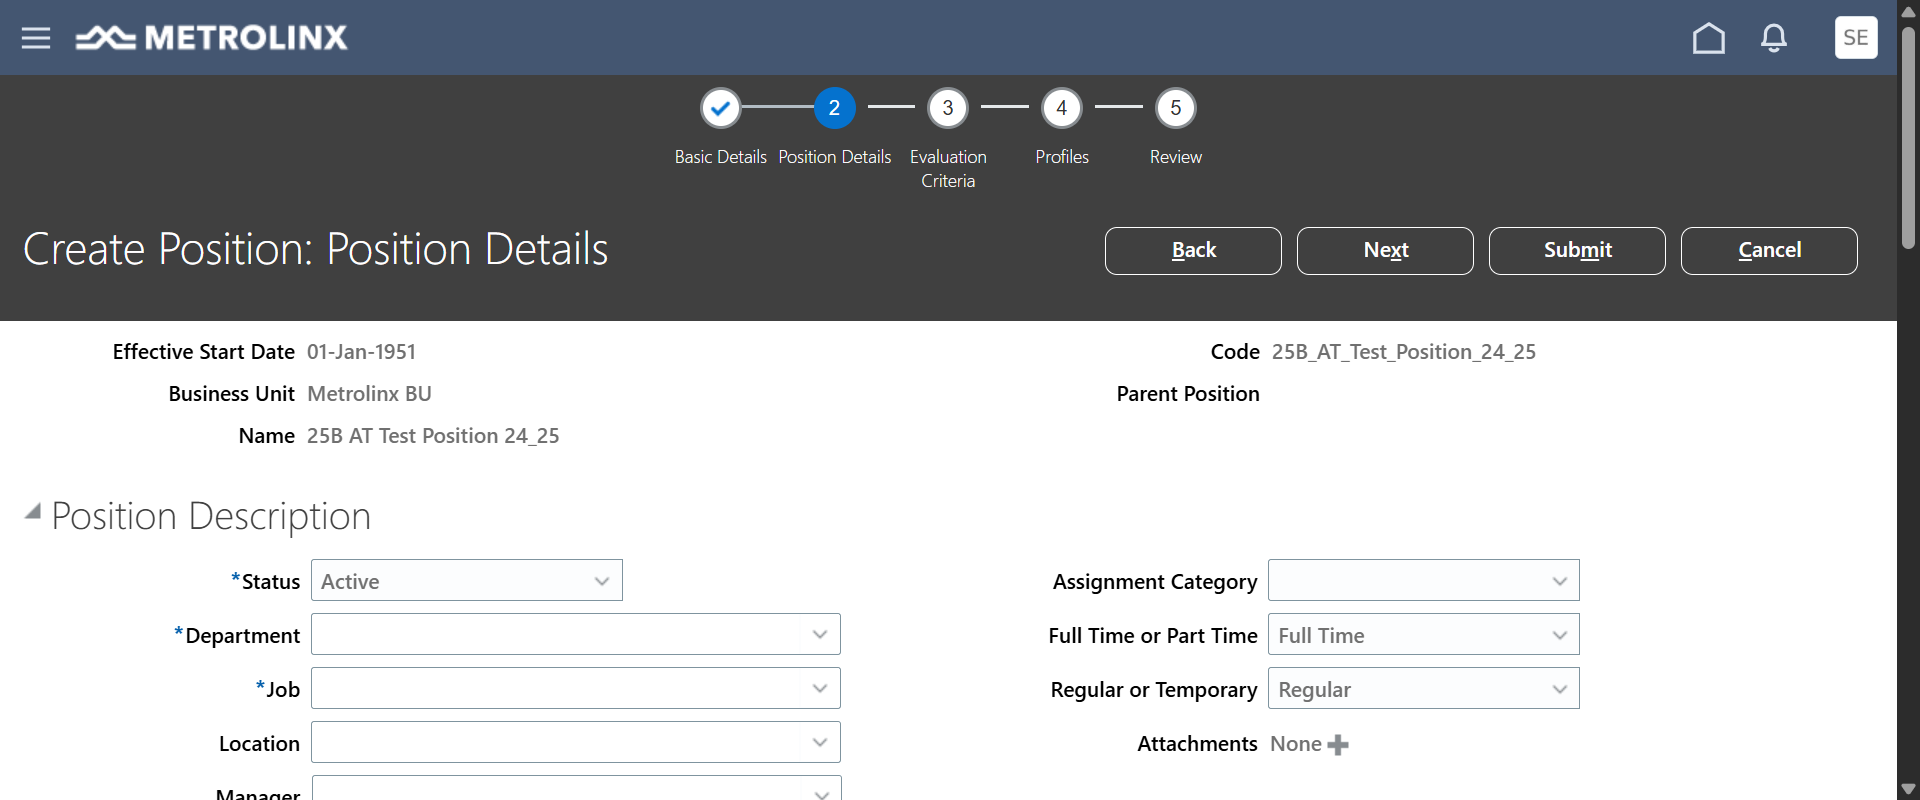 METROLINX
SE
2
3
4
5
Basic Details
Position Details
Evaluation
Criteria
Profiles
Review
Create Position: Position Details
Back
Next
Submit
Cancel
Effective Start Date 01-Jan-1951
Code 25B_AT_Test_Position_24_25
Business Unit Metrolinx BU
Parent Position
Name 25B AT Test Position 24_25
Position Description
*Status Active
Assignment Category
*Department
Full Time or Part Time Full Time
*Job
Regular or Temporary Regular
Location
Attachments None
Manager